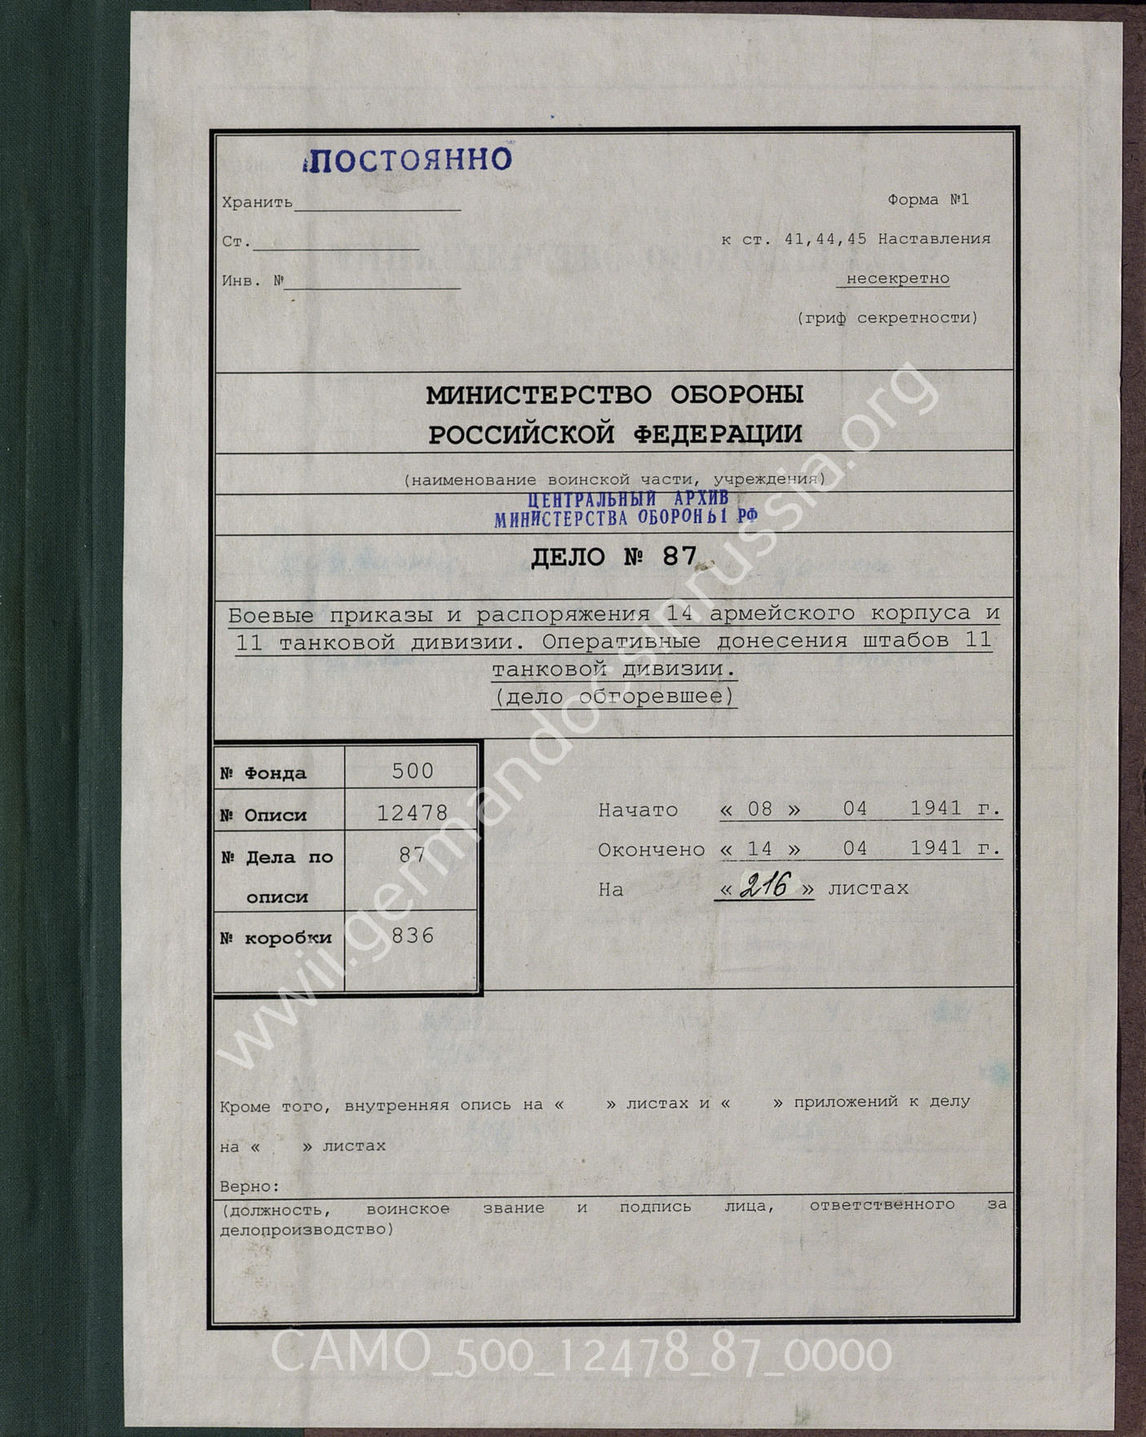 ПОСТОЯННО
Хранить
Форма №1
Ст.
к ст. 41,44,45 Наставления
Инв. №
несекретно
(гриф секретности)
МИНИСТЕРСТВО ОБОРОНЫ
РОССИЙСКОЙ ФЕДЕРАЦИИ
(наименование воинской части, учреждения)
ЦЕНТРАЛЬНЫЙ АРХИВ
МИНИСТЕРСТВА ОБОРОНЫ РФ
ДЕЛО № 87
Боевые приказы и распоряжения 14 армейского корпуса и
11 танковой дивизии. Оперативные донесения штабов 11
танковой дивизии.
(дело обгоревшее)
№ Фонда 500
№ Описи 12478
№ Дела по описи 87
№ коробки 836
Начато « 08 » 04 1941 г.
Окончено « 14 » 04 1941 г.
На « 216 » листах
Кроме того, внутренняя опись на « » листах и « » приложений к делу
на « » листах
Верно:
(должность, воинское звание и подпись лица, ответственного за
делопроизводство)
www.germandocsinrussia.org
CAMO_500_12478_87_0000